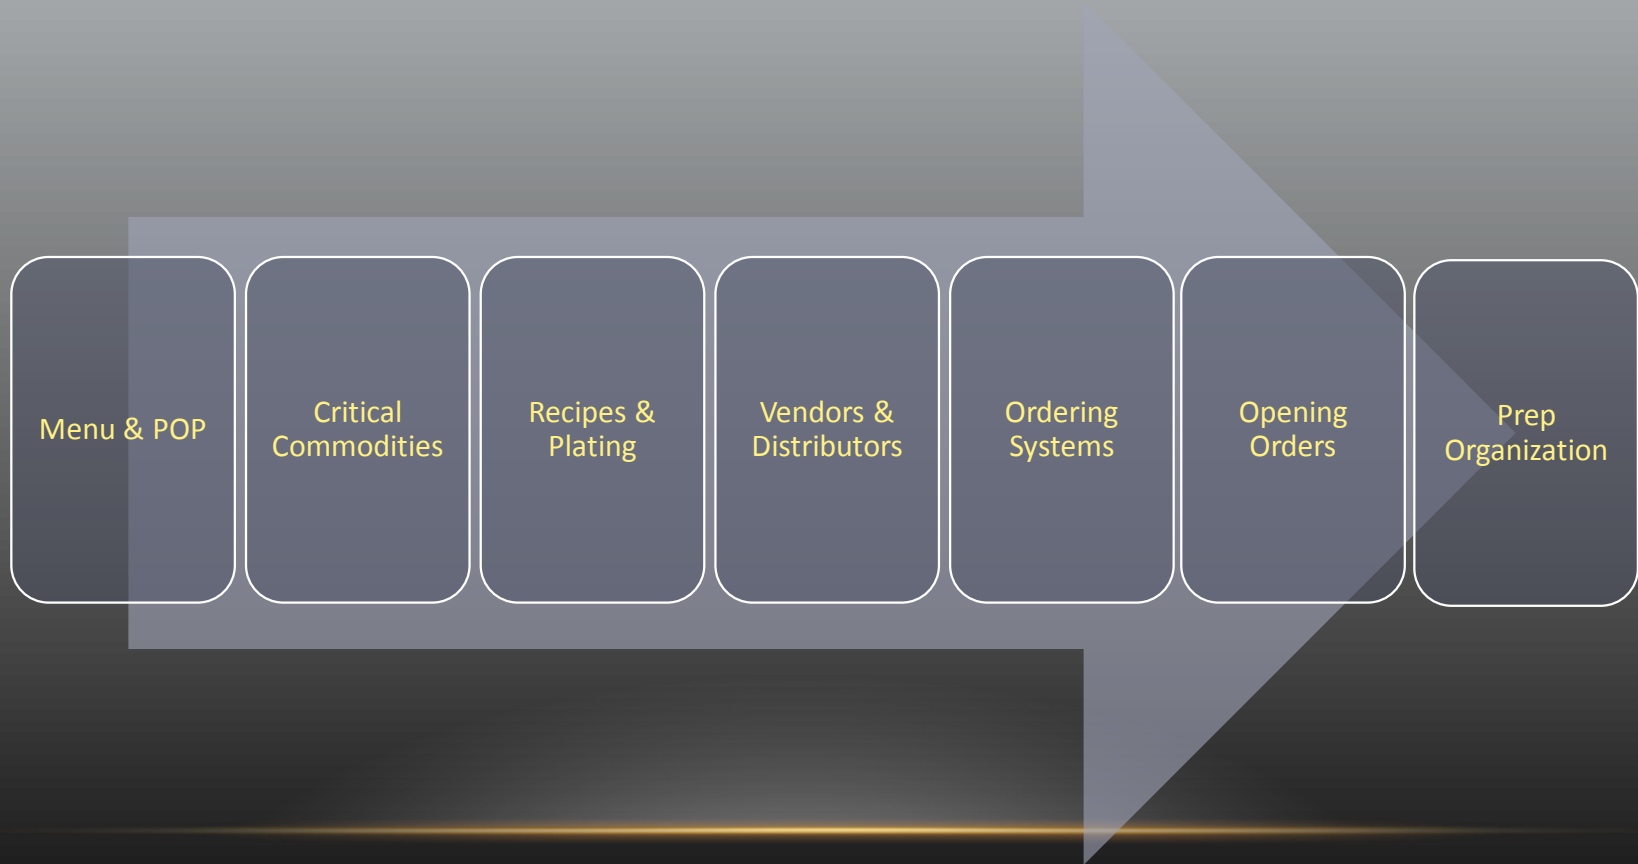 Menu & POP
Critical
Commodities
Recipes &
Plating
Vendors &
Distributors
Ordering
Systems
Opening
Orders
Prep
Organization